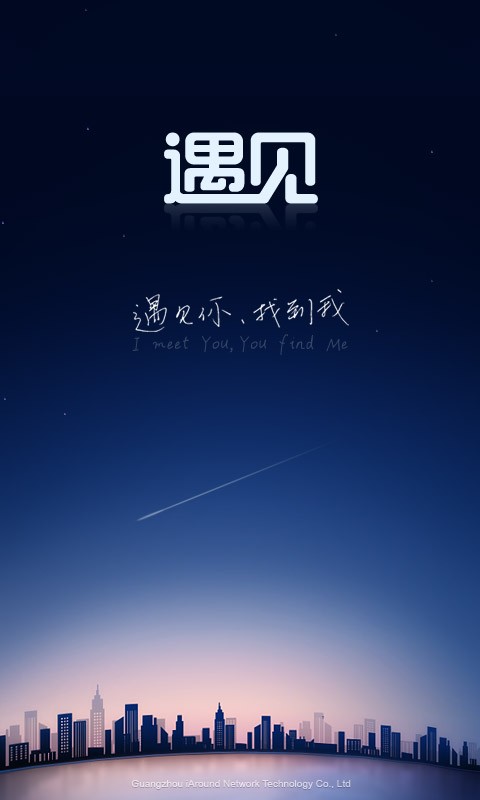 遇见
遇见你、找到我
I meet You, You find Me
Guangzhou iAround Network Technology Co., Ltd